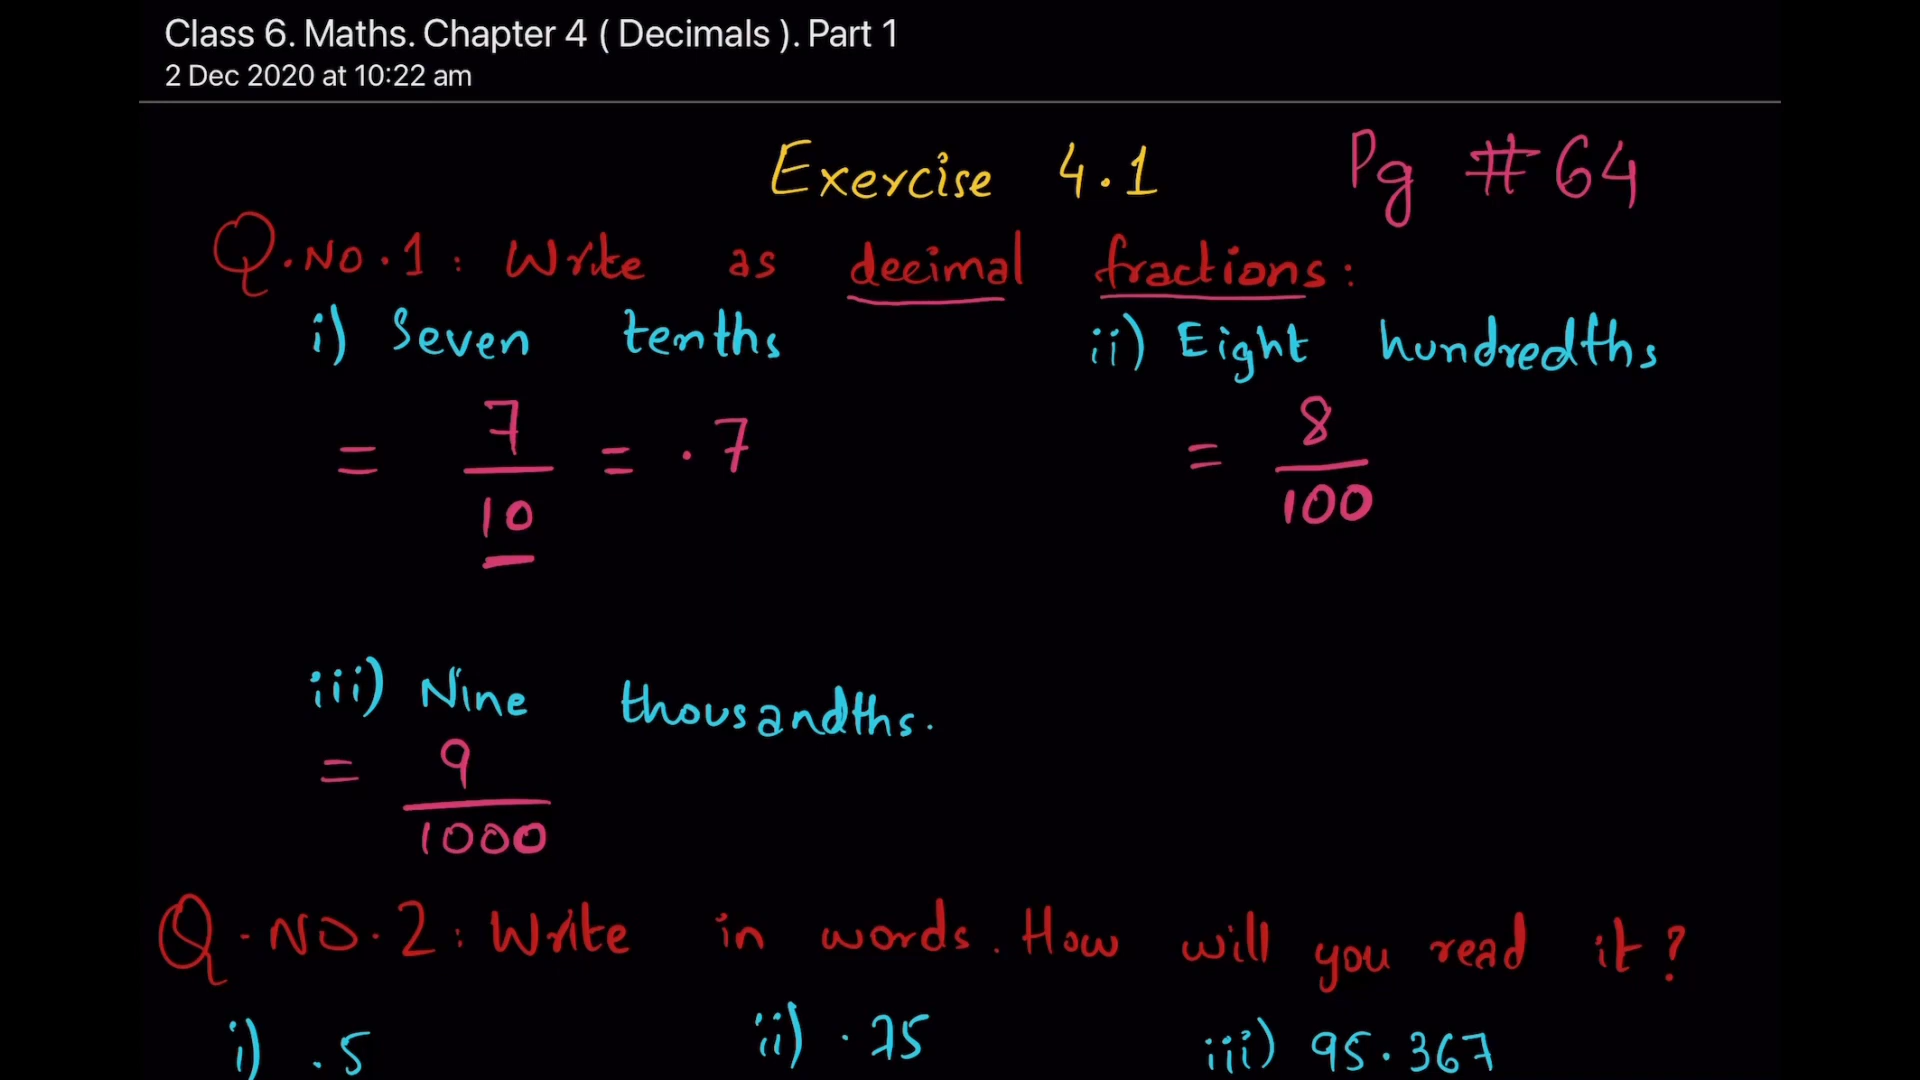 Class 6. Maths. Chapter 4 ( Decimals ). Part 1
2 Dec 2020 at 10:22 am
Exercise 4.1 Pg # 64
Q.NO.1: Write as decimal fractions:
i) Seven tenths ii) Eight hundredths
= 7/10 = .7 = 8/100
iii) Nine thousandths.
= 9/1000
Q.NO.2: Write in words. How will you read it?
i) .5 ii) .75 iii) 95.367